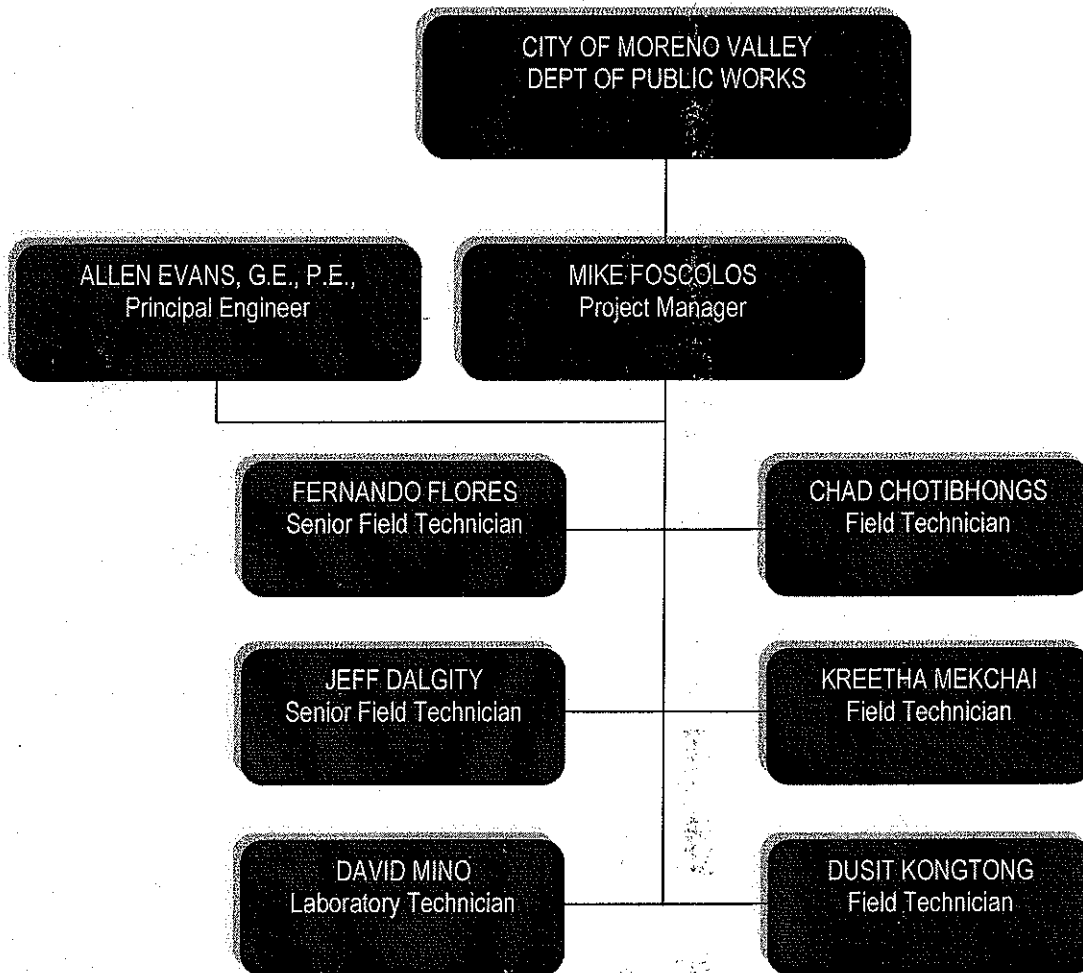 CITY OF MORENO VALLEY
DEPT OF PUBLIC WORKS
ALLEN EVANS, G.E., P.E.,
Principal Engineer
MIKE FOSCOLOS
Project Manager
FERNANDO FLORES
Senior Field Technician
CHAD CHOTIBHONGS
Field Technician
JEFF DALGITY
Senior Field Technician
KREETHA MEKCHAI
Field Technician
DAVID MINO
Laboratory Technician
DUSIT KONGTONG
Field Technician